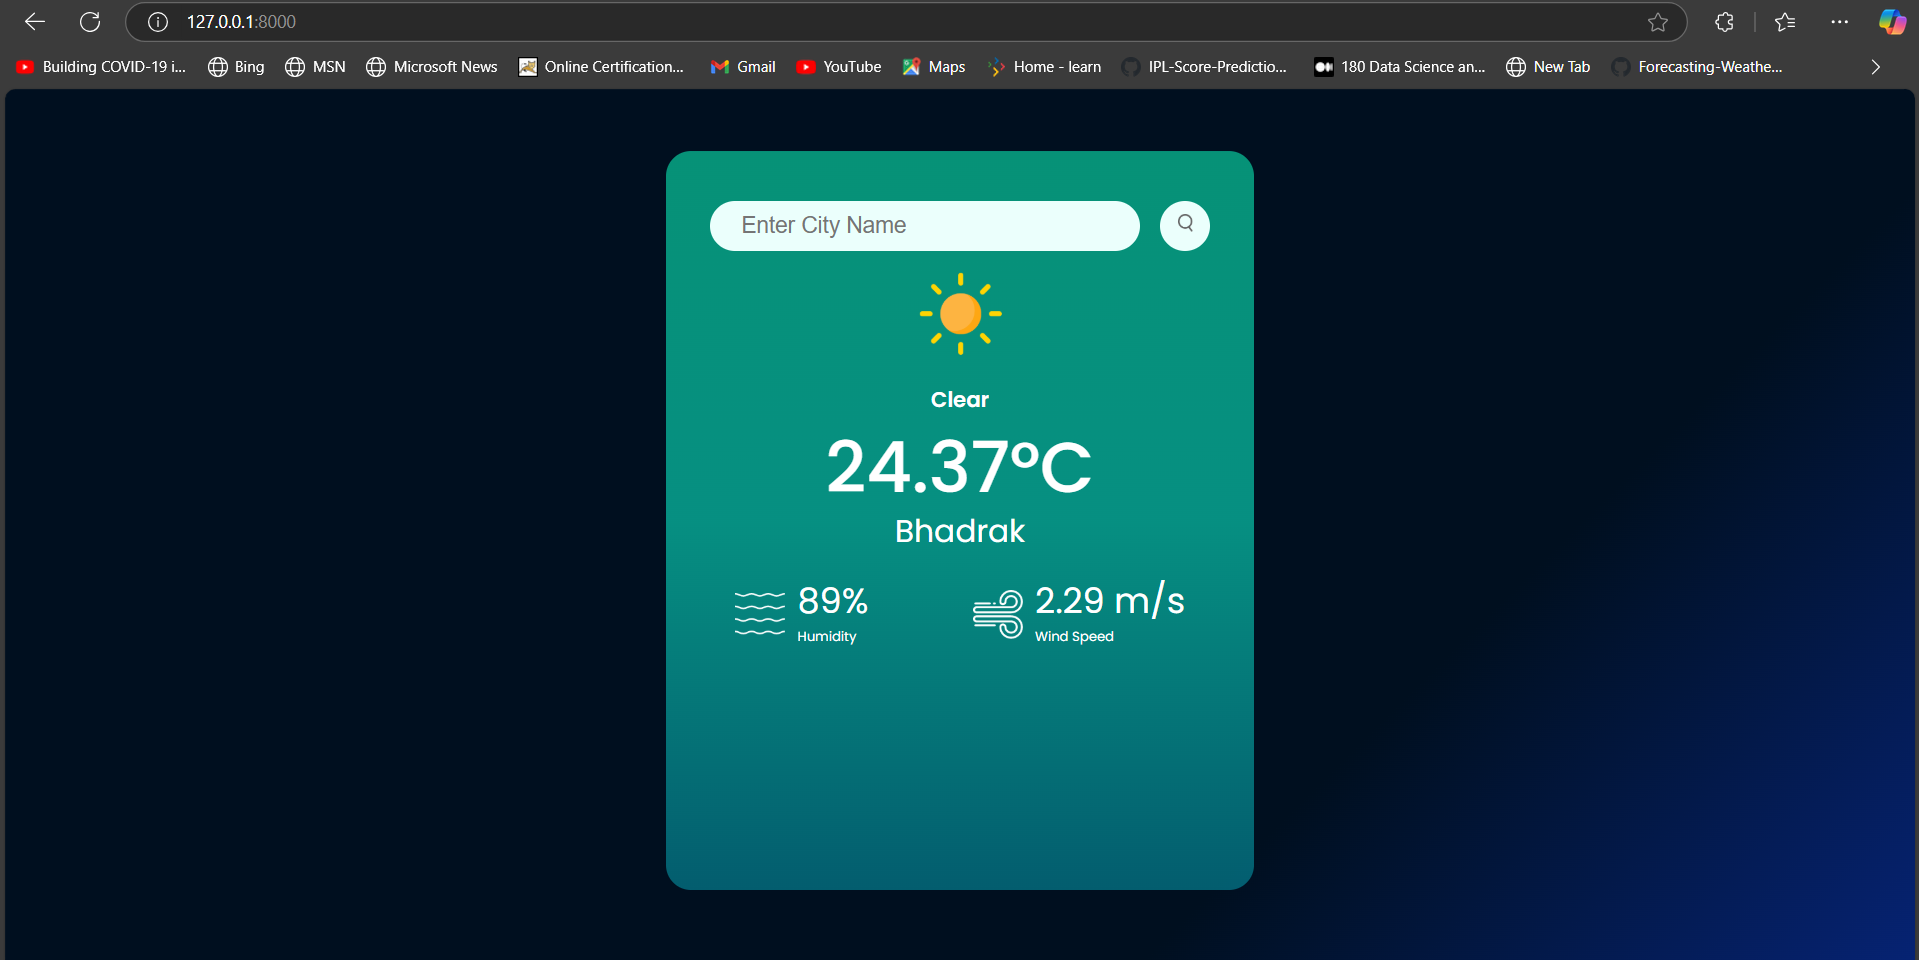 127.0.0.1:8000
Building COVID-19 i... Bing MSN Microsoft News Online Certification... Gmail YouTube Maps Home - learn IPL-Score-Predictio... 180 Data Science an... New Tab Forecasting-Weathe...
Enter City Name
Clear
24.37°C
Bhadrak
89% 2.29 m/s
Humidity Wind Speed